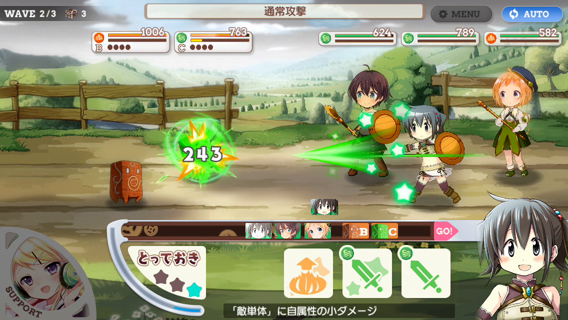 WAVE 2/3 3
通常攻撃
MENU
AUTO
B 1006
C 763
624
789
582
243
B C GO!
とっておき
SUPPORT
「敵単体」に自属性の小ダメージ